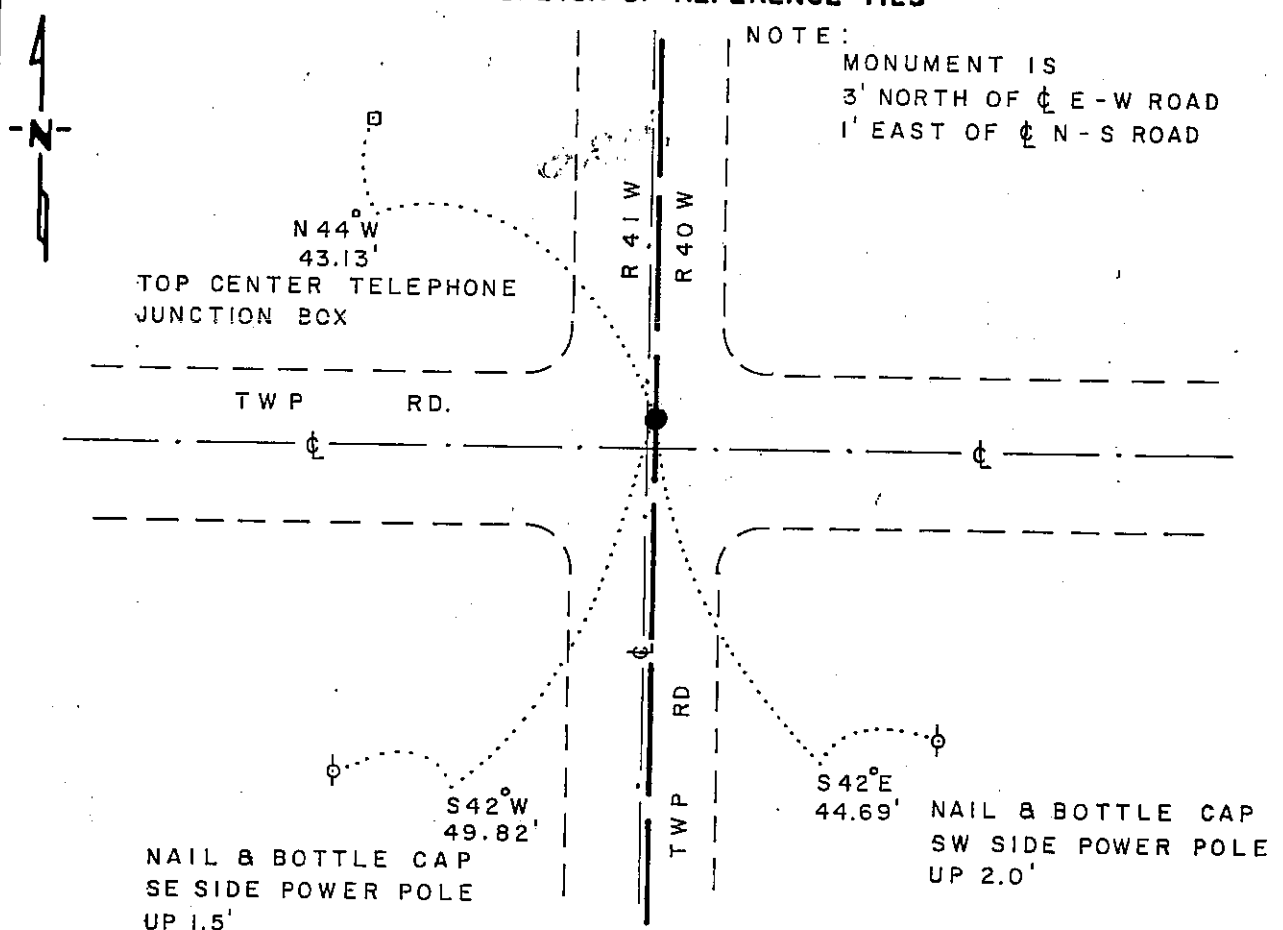 NOTE:
MONUMENT IS
3' NORTH OF ℄ E-W ROAD
1' EAST OF ℄ N-S ROAD
-N-
R 41 W
R 40 W
N 44°W
43.13'
TOP CENTER TELEPHONE
JUNCTION BOX
TWP RD.
℄
℄
℄
TWP RD
S 42°W
49.82'
NAIL & BOTTLE CAP
SE SIDE POWER POLE
UP 1.5'
S 42°E
44.69'
NAIL & BOTTLE CAP
SW SIDE POWER POLE
UP 2.0'